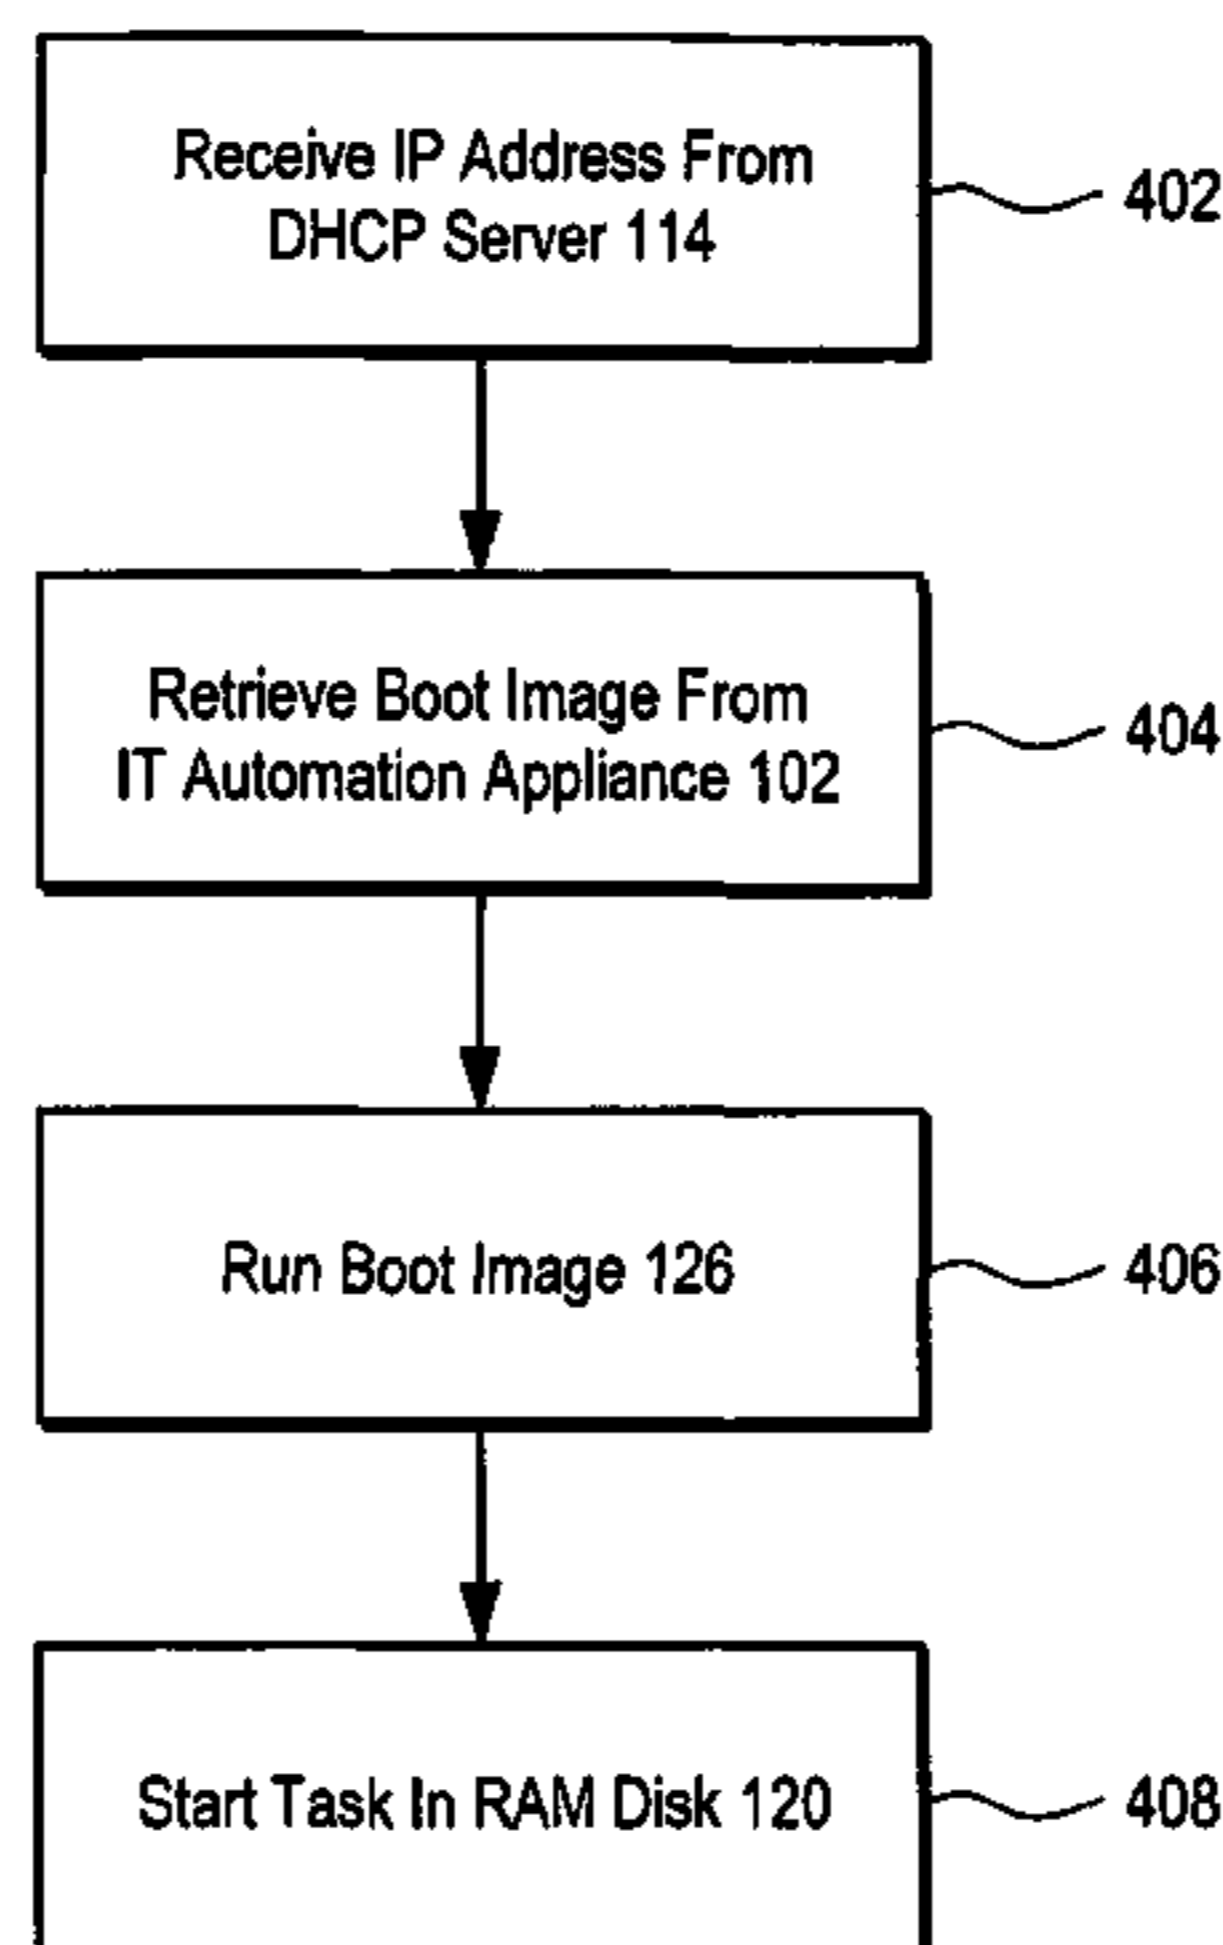 Receive IP Address From
DHCP Server 114
402
Retrieve Boot Image From
IT Automation Appliance 102
404
Run Boot Image 126
406
Start Task In RAM Disk 120
408